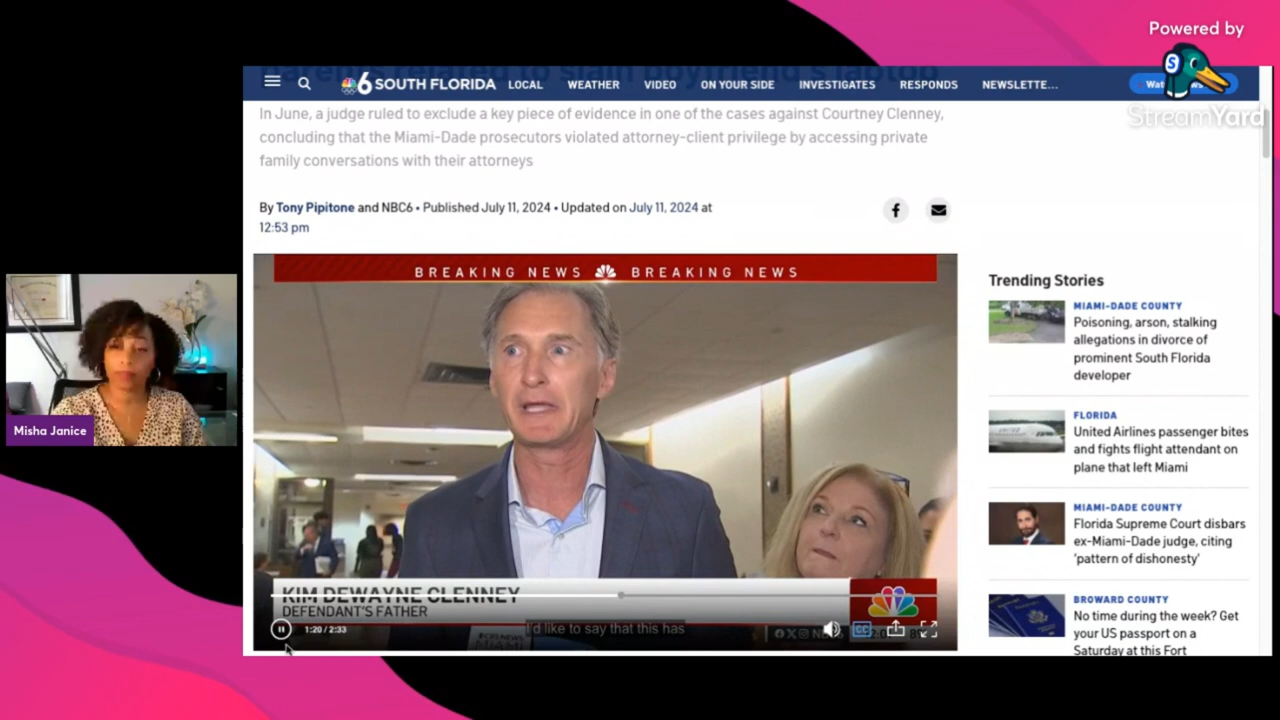 Powered by
StreamYard
6 SOUTH FLORIDA
LOCAL
WEATHER
VIDEO
ON YOUR SIDE
INVESTIGATES
RESPONDS
NEWSLETTE...
In June, a judge ruled to exclude a key piece of evidence in one of the cases against Courtney Clenney,
concluding that the Miami-Dade prosecutors violated attorney-client privilege by accessing private
family conversations with their attorneys
By Tony Pipitone and NBC6 • Published July 11, 2024 • Updated on July 11, 2024 at
12:53 pm
BREAKING NEWS BREAKING NEWS
KIM DEWAYNE CLENNEY
DEFENDANT'S FATHER
1:20 / 2:33
I'd like to say that this has
CC
Misha Janice
Trending Stories
MIAMI-DADE COUNTY
Poisoning, arson, stalking
allegations in divorce of
prominent South Florida
developer
FLORIDA
United Airlines passenger bites
and fights flight attendant on
plane that left Miami
MIAMI-DADE COUNTY
Florida Supreme Court disbars
ex-Miami-Dade judge, citing
'pattern of dishonesty'
BROWARD COUNTY
No time during the week? Get
your US passport on a
Saturday at this Fort